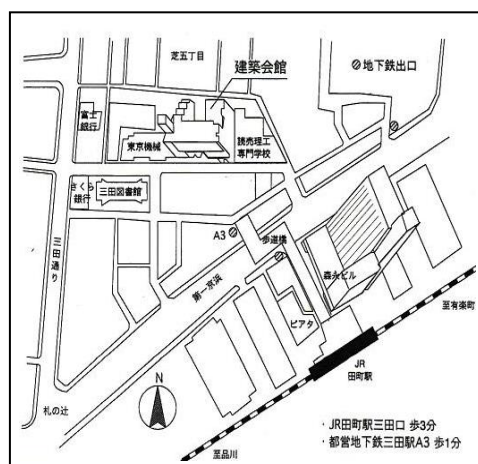 芝五丁目
建築会館
地下鉄出口
富士
銀行
東京機械
読売理工
専門学校
さくら
銀行
三田図書館
A3
歩道橋
三田通り
第一京浜
森永ビル
ピアタ
至有楽町
JR
田町駅
N
札の辻
至品川
・JR田町駅三田口 歩3分
・都営地下鉄三田駅A3 歩1分